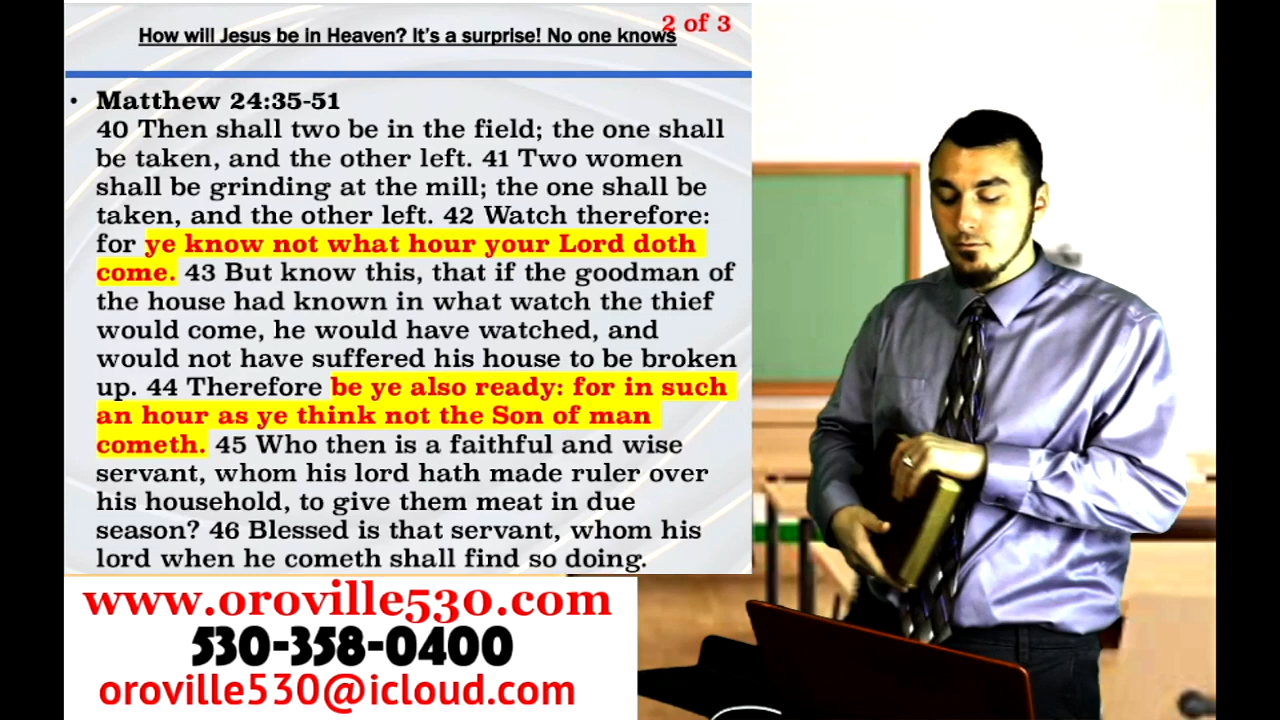 2 of 3
How will Jesus be in Heaven? It's a surprise! No one knows
• Matthew 24:35-51
40 Then shall two be in the field; the one shall
be taken, and the other left. 41 Two women
shall be grinding at the mill; the one shall be
taken, and the other left. 42 Watch therefore:
for ye know not what hour your Lord doth
come. 43 But know this, that if the goodman of
the house had known in what watch the thief
would come, he would have watched, and
would not have suffered his house to be broken
up. 44 Therefore be ye also ready: for in such
an hour as ye think not the Son of man
cometh. 45 Who then is a faithful and wise
servant, whom his lord hath made ruler over
his household, to give them meat in due
season? 46 Blessed is that servant, whom his
lord when he cometh shall find so doing.
www.oroville530.com
530-358-0400
oroville530@icloud.com